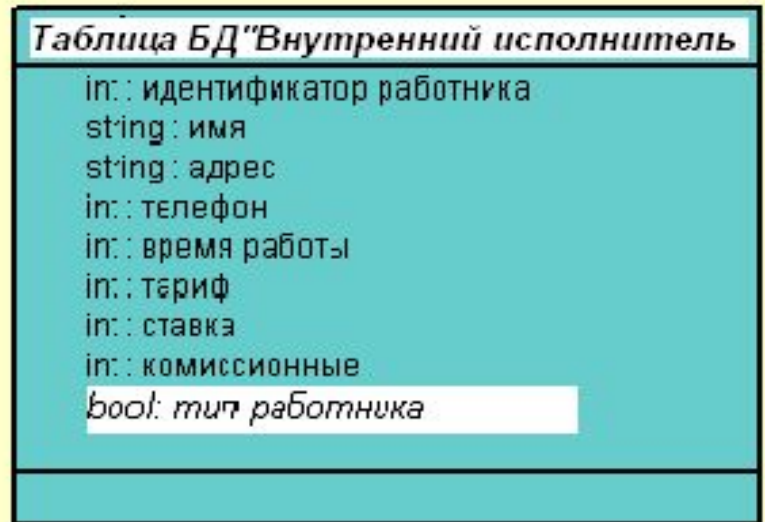 Таблица БД"Внутренний исполнитель
int : идентификатор работника
string : имя
string : адрес
int : телефон
int : время работы
int : тариф
int : ставка
int : комиссионные
bool: тип работника